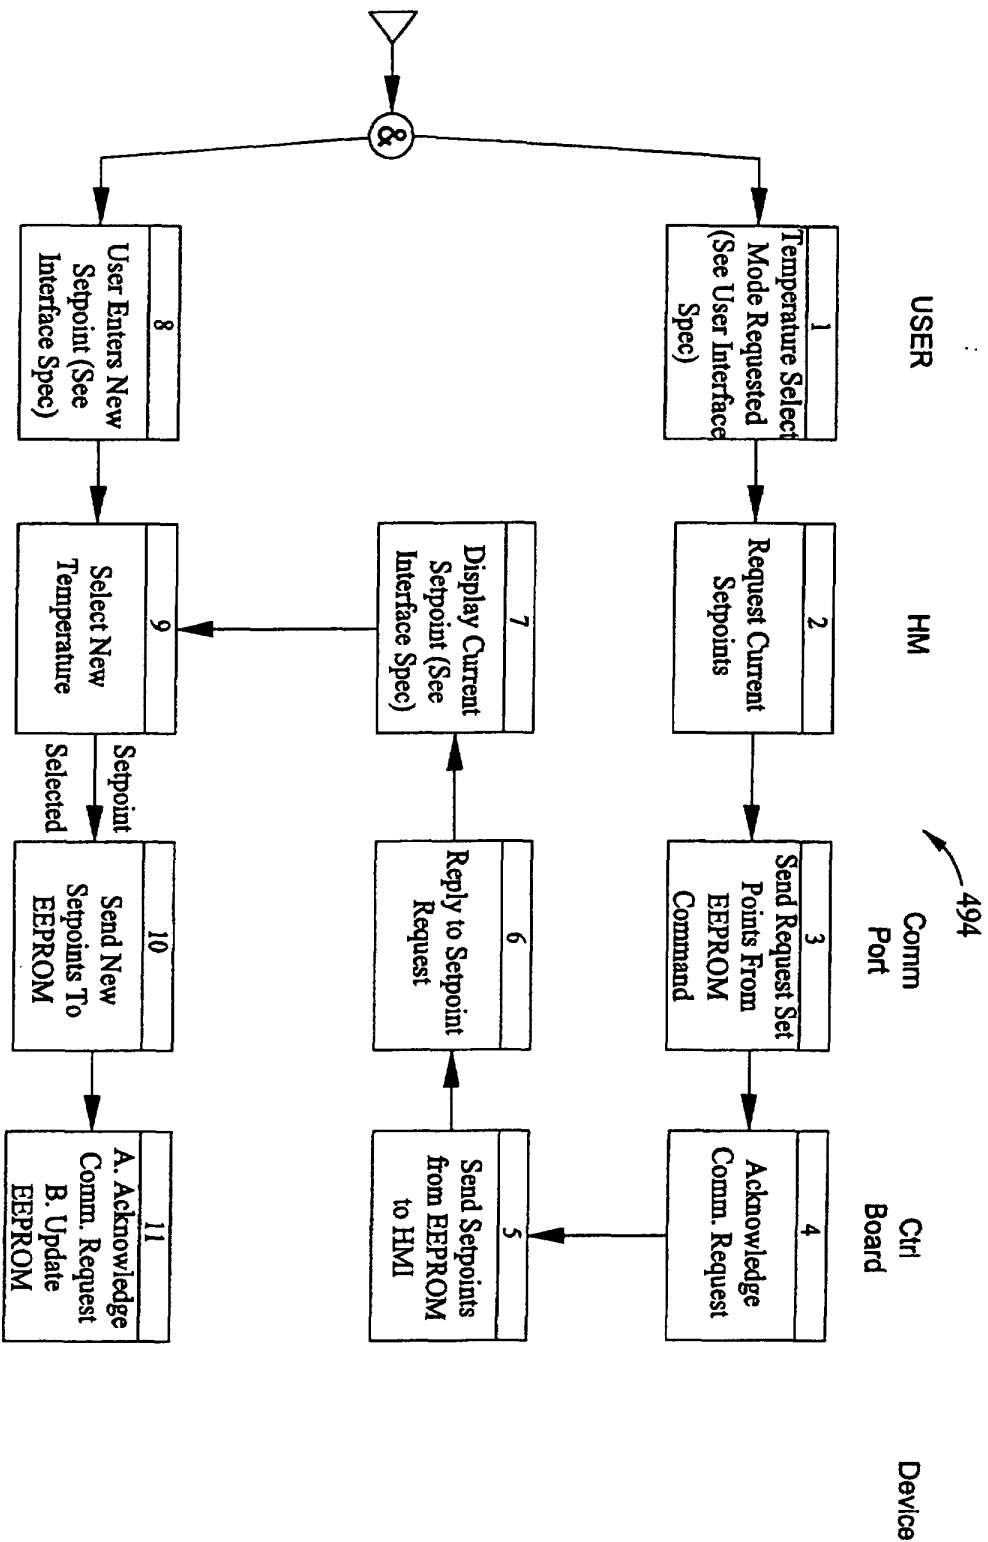 494
USER
HM
Comm
Port
Ctrl
Board
Device
&
1
Temperature Select
Mode Requested
(See User Interface
Spec)
2
Request Current
Setpoints
3
Send Request Set
Points From
EEPROM
Command
4
Acknowledge
Comm. Request
7
Display Current
Setpoint (See
Interface Spec)
6
Reply to Setpoint
Request
5
Send Setpoints
from EEPROM
to HMI
8
User Enters New
Setpoint (See
Interface Spec)
9
Select New
Temperature
Setpoint
Selected
10
Send New
Setpoints To
EEPROM
11
A. Acknowledge
Comm. Request
B. Update
EEPROM